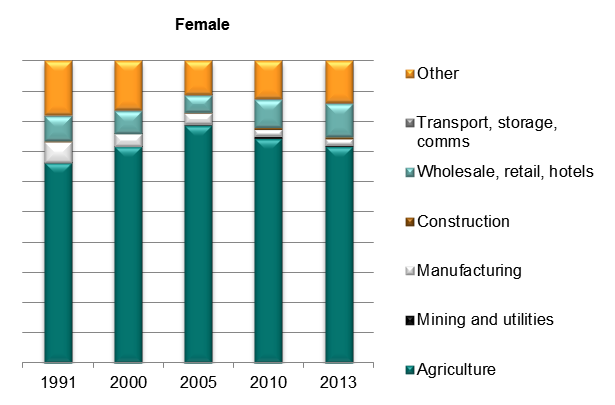 Female
Other
Transport, storage,
comms
Wholesale, retail, hotels
Construction
Manufacturing
Mining and utilities
Agriculture
1991 2000 2005 2010 2013